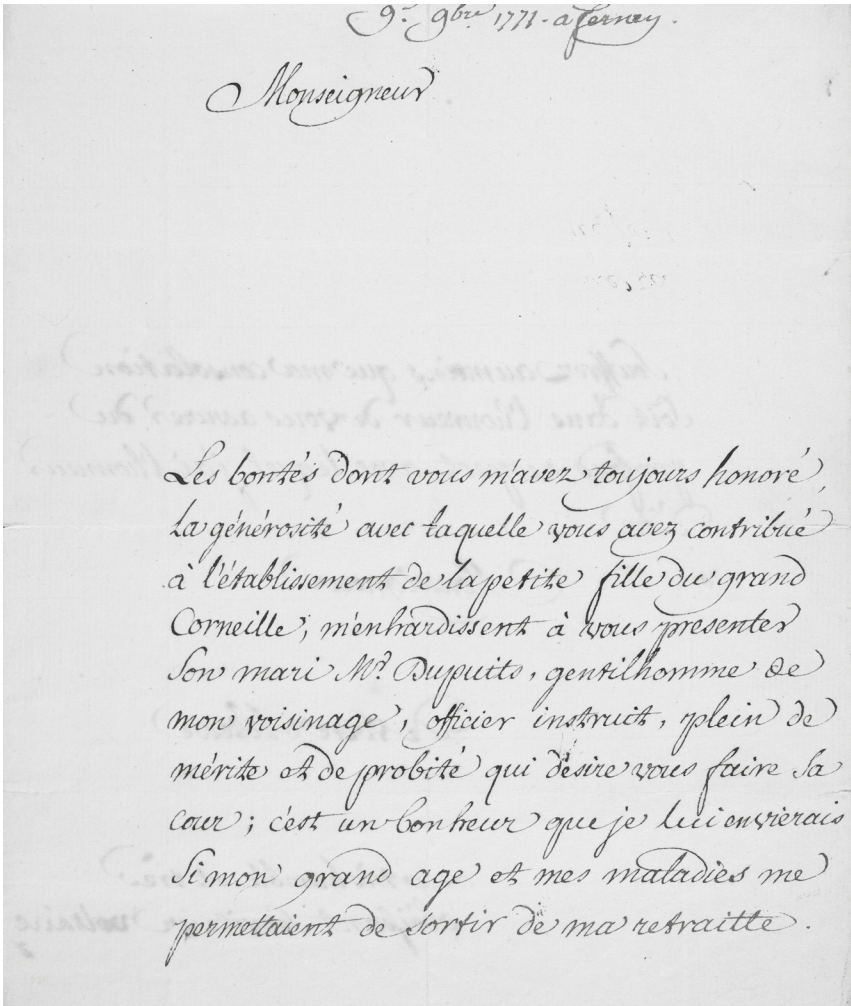 9.e 9bre 1771. a ferney.
Monseigneur
Les bontés dont vous m'avez toujours honoré,
la générosité avec laquelle vous avez contribué
à l'établissement de la petite fille du grand
Corneille, m'enhardissent à vous presenter
son mari Mr. Dupuits, gentilhomme de
mon voisinage, officier instruit, plein de
mérite et de probité qui désire vous faire sa
cour; c'est un bonheur que je lui envierais
si mon grand age et mes maladies me
permettaient de sortir de ma retraitte.